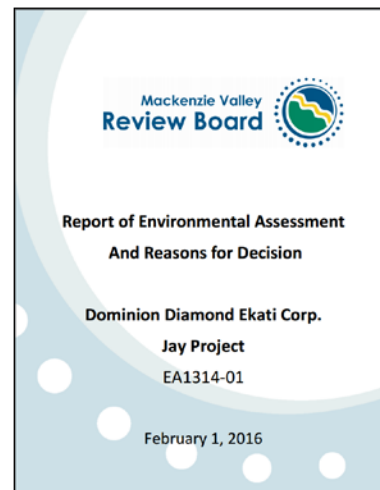 Mackenzie Valley
Review Board
Report of Environmental Assessment
And Reasons for Decision
Dominion Diamond Ekati Corp.
Jay Project
EA1314-01
February 1, 2016